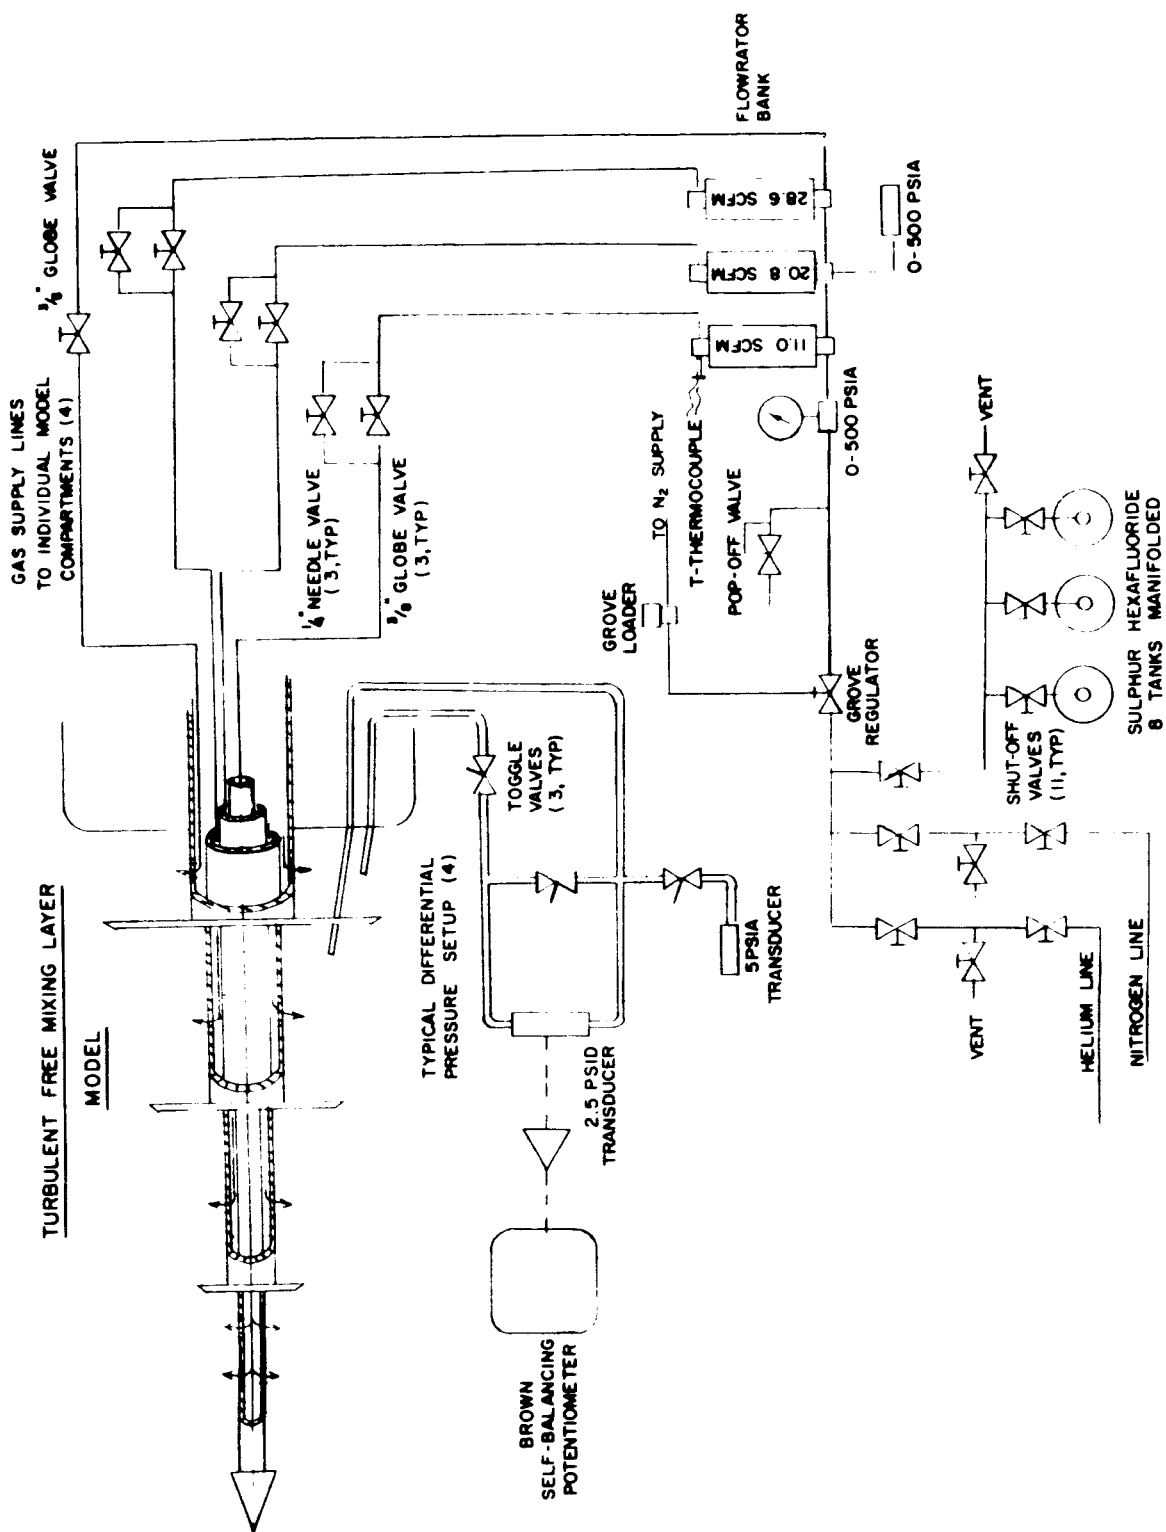 TURBULENT FREE MIXING LAYER
MODEL
GAS SUPPLY LINES
TO INDIVIDUAL MODEL
COMPARTMENTS (4)
3/8" GLOBE VALVE
1/4" NEEDLE VALVE
(3, TYP)
3/8" GLOBE VALVE
(3, TYP)
FLOWRATOR
BANK
28.6 SCFM
20.8 SCFM
11.0 SCFM
0-500 PSIA
0-500 PSIA
T-THERMOCOUPLE
TO N2 SUPPLY
POP-OFF VALVE
GROVE
LOADER
GROVE
REGULATOR
TYPICAL DIFFERENTIAL
PRESSURE SETUP (4)
TOGGLE
VALVES
(3, TYP)
5 PSIA
TRANSDUCER
2.5 PSID
TRANSDUCER
BROWN
SELF-BALANCING
POTENTIOMETER
VENT
SHUT-OFF
VALVES
(11, TYP)
SULPHUR HEXAFLUORIDE
8 TANKS MANIFOLDED
VENT
HELIUM LINE
NITROGEN LINE